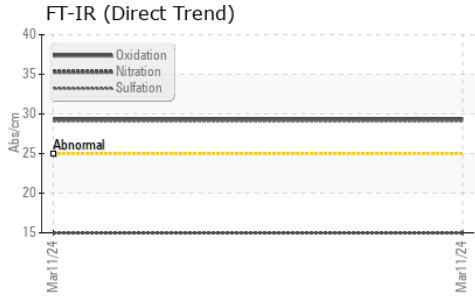 FT-IR (Direct Trend)
40
Oxidation
35
Nitration
Sulfation
30
Abs/cm
Abnormal
25
20
15
Mar11/24
Mar11/24